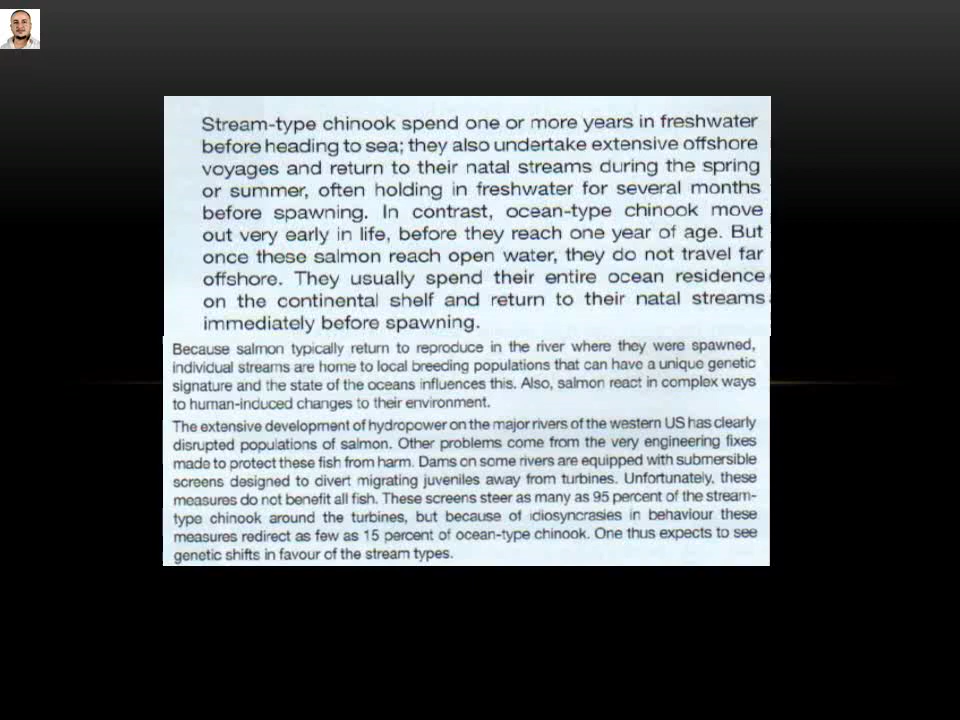 Stream-type chinook spend one or more years in freshwater
before heading to sea; they also undertake extensive offshore
voyages and return to their natal streams during the spring
or summer, often holding in freshwater for several months
before spawning. In contrast, ocean-type chinook move
out very early in life, before they reach one year of age. But
once these salmon reach open water, they do not travel far
offshore. They usually spend their entire ocean residence
on the continental shelf and return to their natal streams
immediately before spawning.
Because salmon typically return to reproduce in the river where they were spawned,
individual streams are home to local breeding populations that can have a unique genetic
signature and the state of the oceans influences this. Also, salmon react in complex ways
to human-induced changes to their environment.
The extensive development of hydropower on the major rivers of the western US has clearly
disrupted populations of salmon. Other problems come from the very engineering fixes
made to protect these fish from harm. Dams on some rivers are equipped with submersible
screens designed to divert migrating juveniles away from turbines. Unfortunately, these
measures do not benefit all fish. These screens steer as many as 95 percent of the stream-
type chinook around the turbines, but because of idiosyncrasies in behaviour these
measures redirect as few as 15 percent of ocean-type chinook. One thus expects to see
genetic shifts in favour of the stream types.